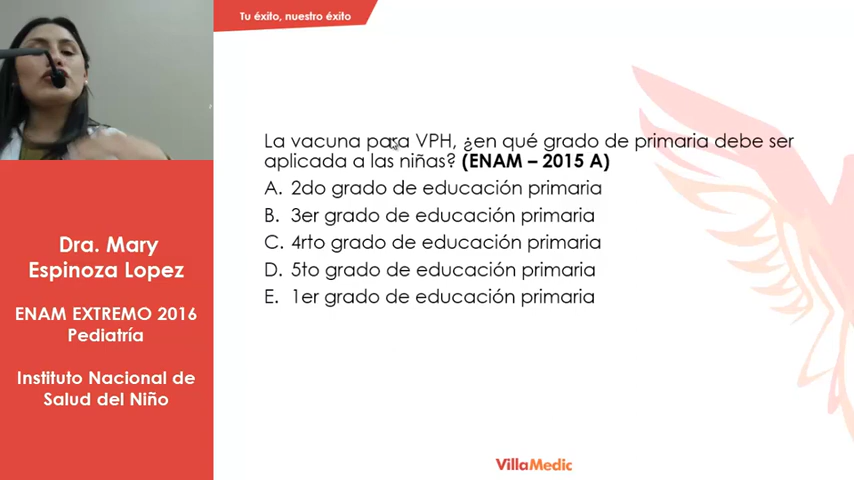 Tu éxito, nuestro éxito
La vacuna para VPH, ¿en qué grado de primaria debe ser
aplicada a las niñas? (ENAM – 2015 A)
A. 2do grado de educación primaria
B. 3er grado de educación primaria
C. 4rto grado de educación primaria
D. 5to grado de educación primaria
E. 1er grado de educación primaria
Dra. Mary
Espinoza Lopez
ENAM EXTREMO 2016
Pediatría
Instituto Nacional de
Salud del Niño
VillaMedic